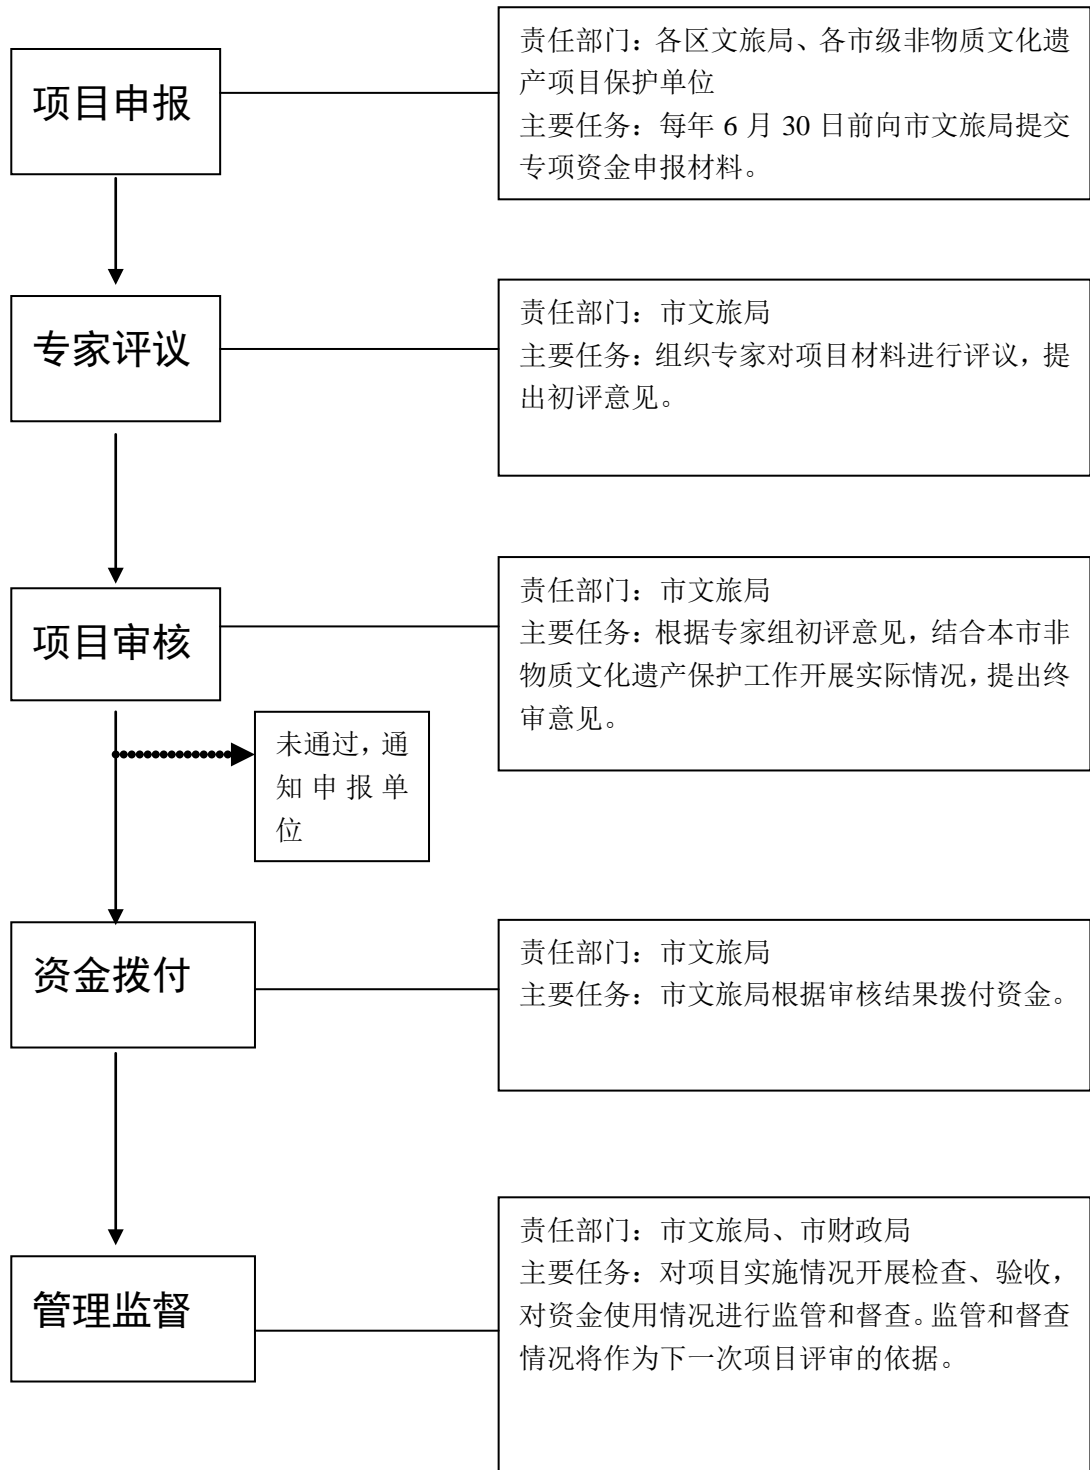 项目申报
责任部门：各区文旅局、各市级非物质文化遗
产项目保护单位
主要任务：每年 6 月 30 日前向市文旅局提交
专项资金申报材料。
专家评议
责任部门：市文旅局
主要任务：组织专家对项目材料进行评议，提
出初评意见。
项目审核
责任部门：市文旅局
主要任务：根据专家组初评意见，结合本市非
物质文化遗产保护工作开展实际情况，提出终
审意见。
未通过，通
知申报单
位
资金拨付
责任部门：市文旅局
主要任务：市文旅局根据审核结果拨付资金。
管理监督
责任部门：市文旅局、市财政局
主要任务：对项目实施情况开展检查、验收，
对资金使用情况进行监管和督查。监管和督查
情况将作为下一次项目评审的依据。